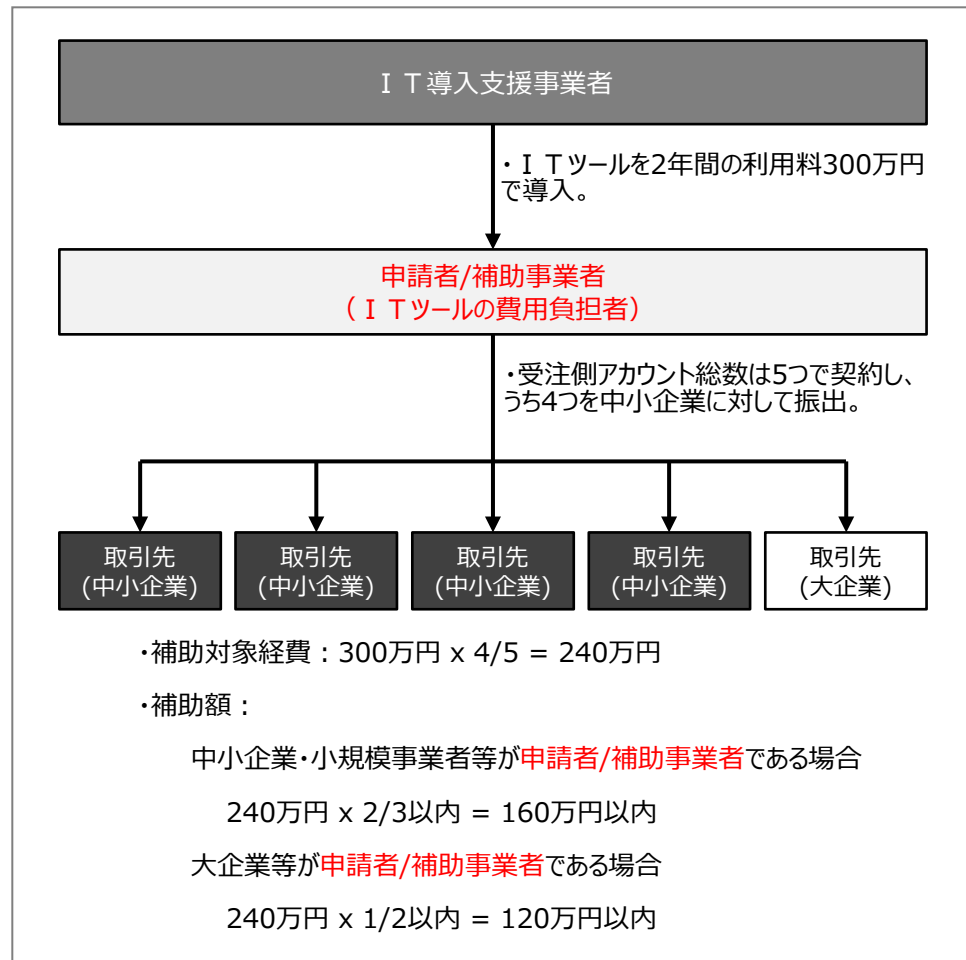 ＩＴ導入支援事業者
・ＩＴツールを2年間の利用料300万円
で導入。
申請者/補助事業者
（ＩＴツールの費用負担者）
・受注側アカウント総数は5つで契約し、
うち4つを中小企業に対して振出。
取引先
(中小企業)
取引先
(中小企業)
取引先
(中小企業)
取引先
(中小企業)
取引先
(大企業)
・補助対象経費：300万円 x 4/5 = 240万円
・補助額：
中小企業・小規模事業者等が申請者/補助事業者である場合
240万円 x 2/3以内 = 160万円以内
大企業等が申請者/補助事業者である場合
240万円 x 1/2以内 = 120万円以内